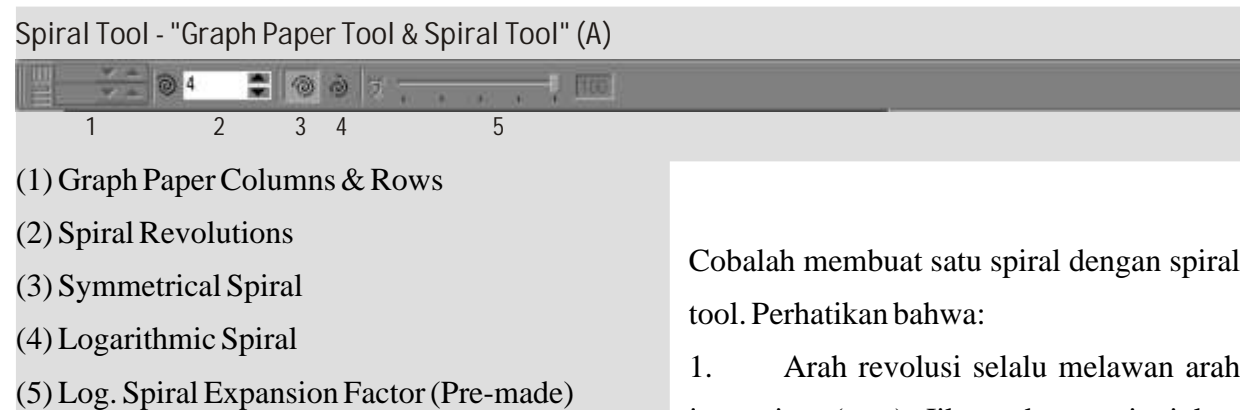 Spiral Tool - "Graph Paper Tool & Spiral Tool" (A)
4 100
1 2 3 4 5
(1) Graph Paper Columns & Rows
(2) Spiral Revolutions
(3) Symmetrical Spiral
(4) Logarithmic Spiral
(5) Log. Spiral Expansion Factor (Pre-made)
Cobalah membuat satu spiral dengan spiral
tool. Perhatikan bahwa:
1. Arah revolusi selalu melawan arah